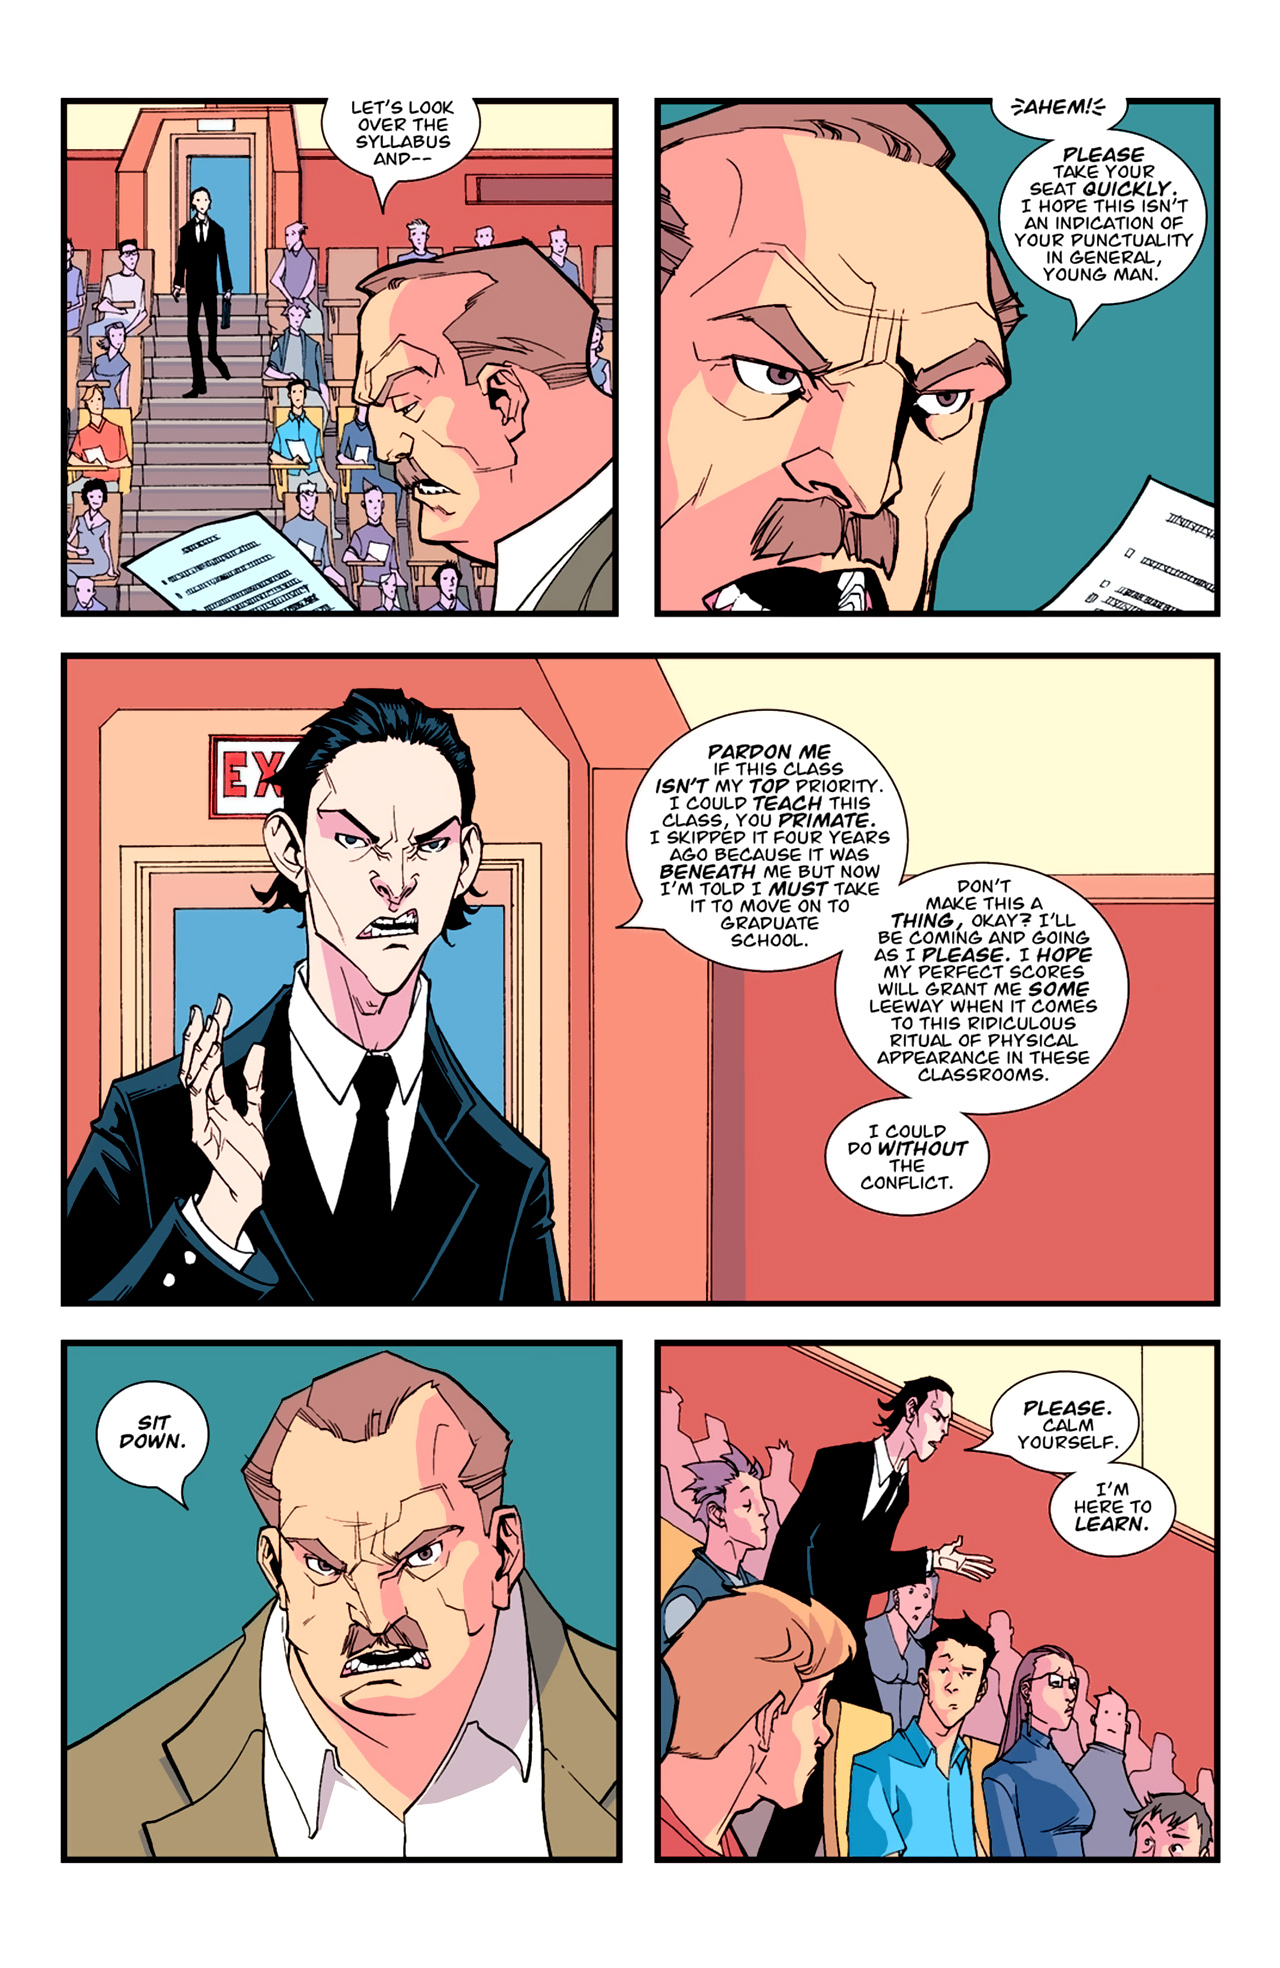 LET'S LOOK
OVER THE
SYLLABUS
AND--
AHEM!
PLEASE
TAKE YOUR
SEAT QUICKLY.
I HOPE THIS ISN'T
AN INDICATION OF
YOUR PUNCTUALITY
IN GENERAL,
YOUNG MAN.
EX
PARDON ME
IF THIS CLASS
ISN'T MY TOP PRIORITY.
I COULD TEACH THIS
CLASS, YOU PRIMATE.
I SKIPPED IT FOUR YEARS
AGO BECAUSE IT WAS
BENEATH ME BUT NOW
I'M TOLD I MUST TAKE
IT TO MOVE ON TO
GRADUATE
SCHOOL.
DON'T
MAKE THIS A
THING, OKAY? I'LL
BE COMING AND GOING
AS I PLEASE. I HOPE
MY PERFECT SCORES
WILL GRANT ME SOME
LEEWAY WHEN IT COMES
TO THIS RIDICULOUS
RITUAL OF PHYSICAL
APPEARANCE IN THESE
CLASSROOMS.
I COULD
DO WITHOUT
THE
CONFLICT.
SIT
DOWN.
PLEASE.
CALM
YOURSELF.
I'M
HERE TO
LEARN.